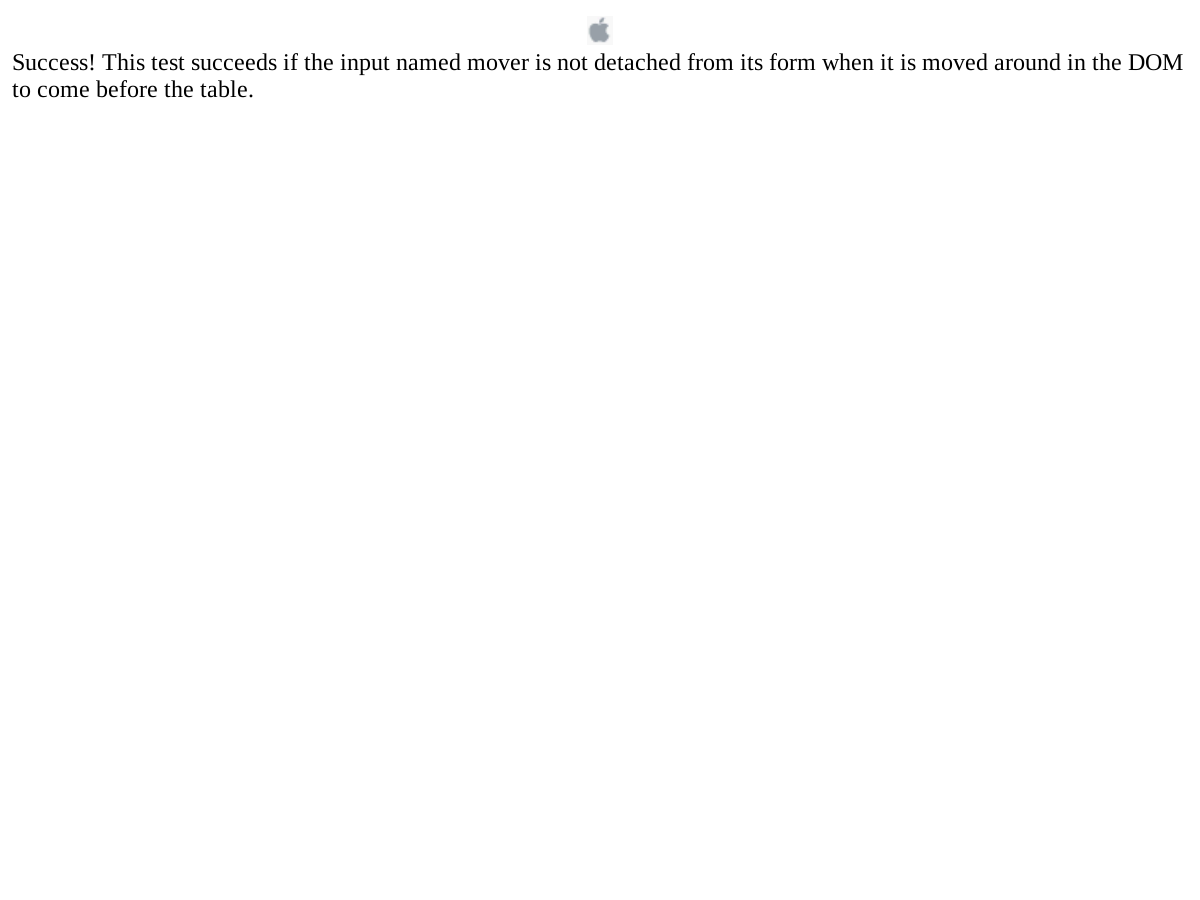 Success! This test succeeds if the input named mover is not detached from its form when it is moved around in the DOM
to come before the table.